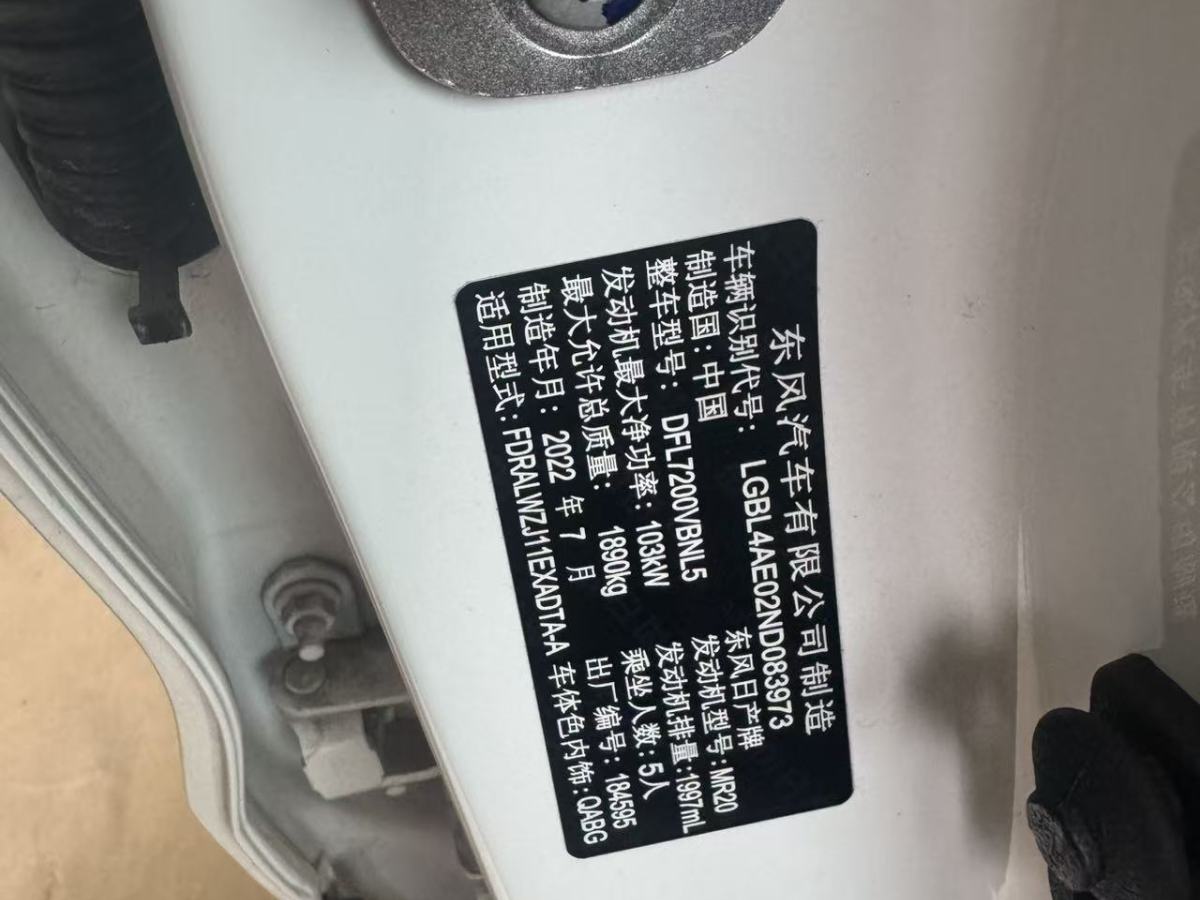 东风汽车有限公司制造
车辆识别代号: LGBL4AE02ND083973
制造国: 中国 东风日产牌
整车型号: DFL7200VBNL5 发动机型号: MR20
发动机最大净功率: 103kW 发动机排量: 1997mL
最大允许总质量: 1890kg 乘坐人数: 5人
制造年月: 2022 年 7 月 出厂编号: 184595
适用型式: FDRALWZJ11EXADTA-A 车体色内饰: QABG